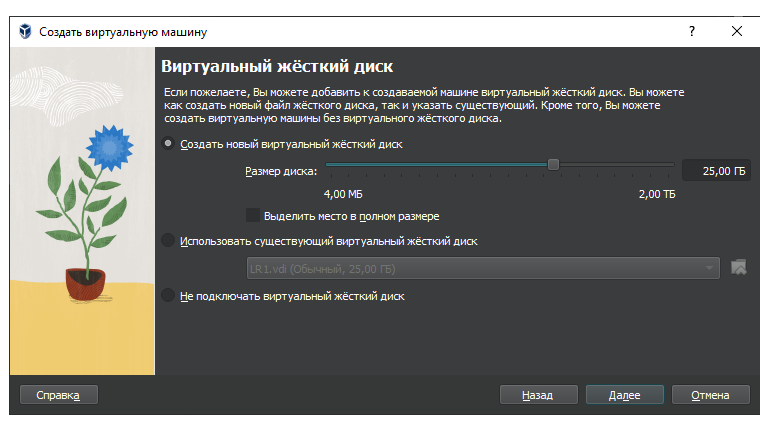 Создать виртуальную машину
?
Виртуальный жёсткий диск
Если пожелаете, Вы можете добавить к создаваемой машине виртуальный жёсткий диск. Вы можете
как создать новый файл жёсткого диска, так и указать существующий. Кроме того, Вы можете
создать виртуальную машины без виртуального жёсткого диска.
Создать новый виртуальный жёсткий диск
Размер диска:
25,00 ГБ
4,00 МБ
2,00 ТБ
Выделить место в полном размере
Использовать существующий виртуальный жёсткий диск
LR1.vdi (Обычный, 25,00 ГБ)
Не подключать виртуальный жёсткий диск
Справка
Назад
Далее
Отмена